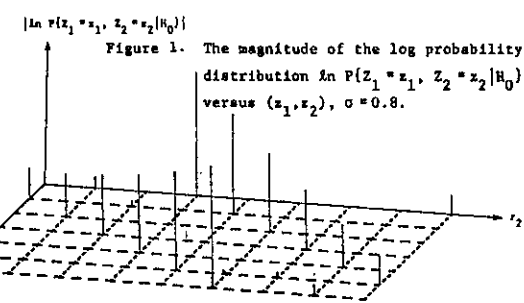 |ln P{Z₁ = z₁, Z₂ = z₂|H₀}|
Figure 1. The magnitude of the log probability
distribution ℓn P{Z₁ = z₁, Z₂ = z₂|H₀}
versus (z₁,z₂), σ = 0.8.
z₂